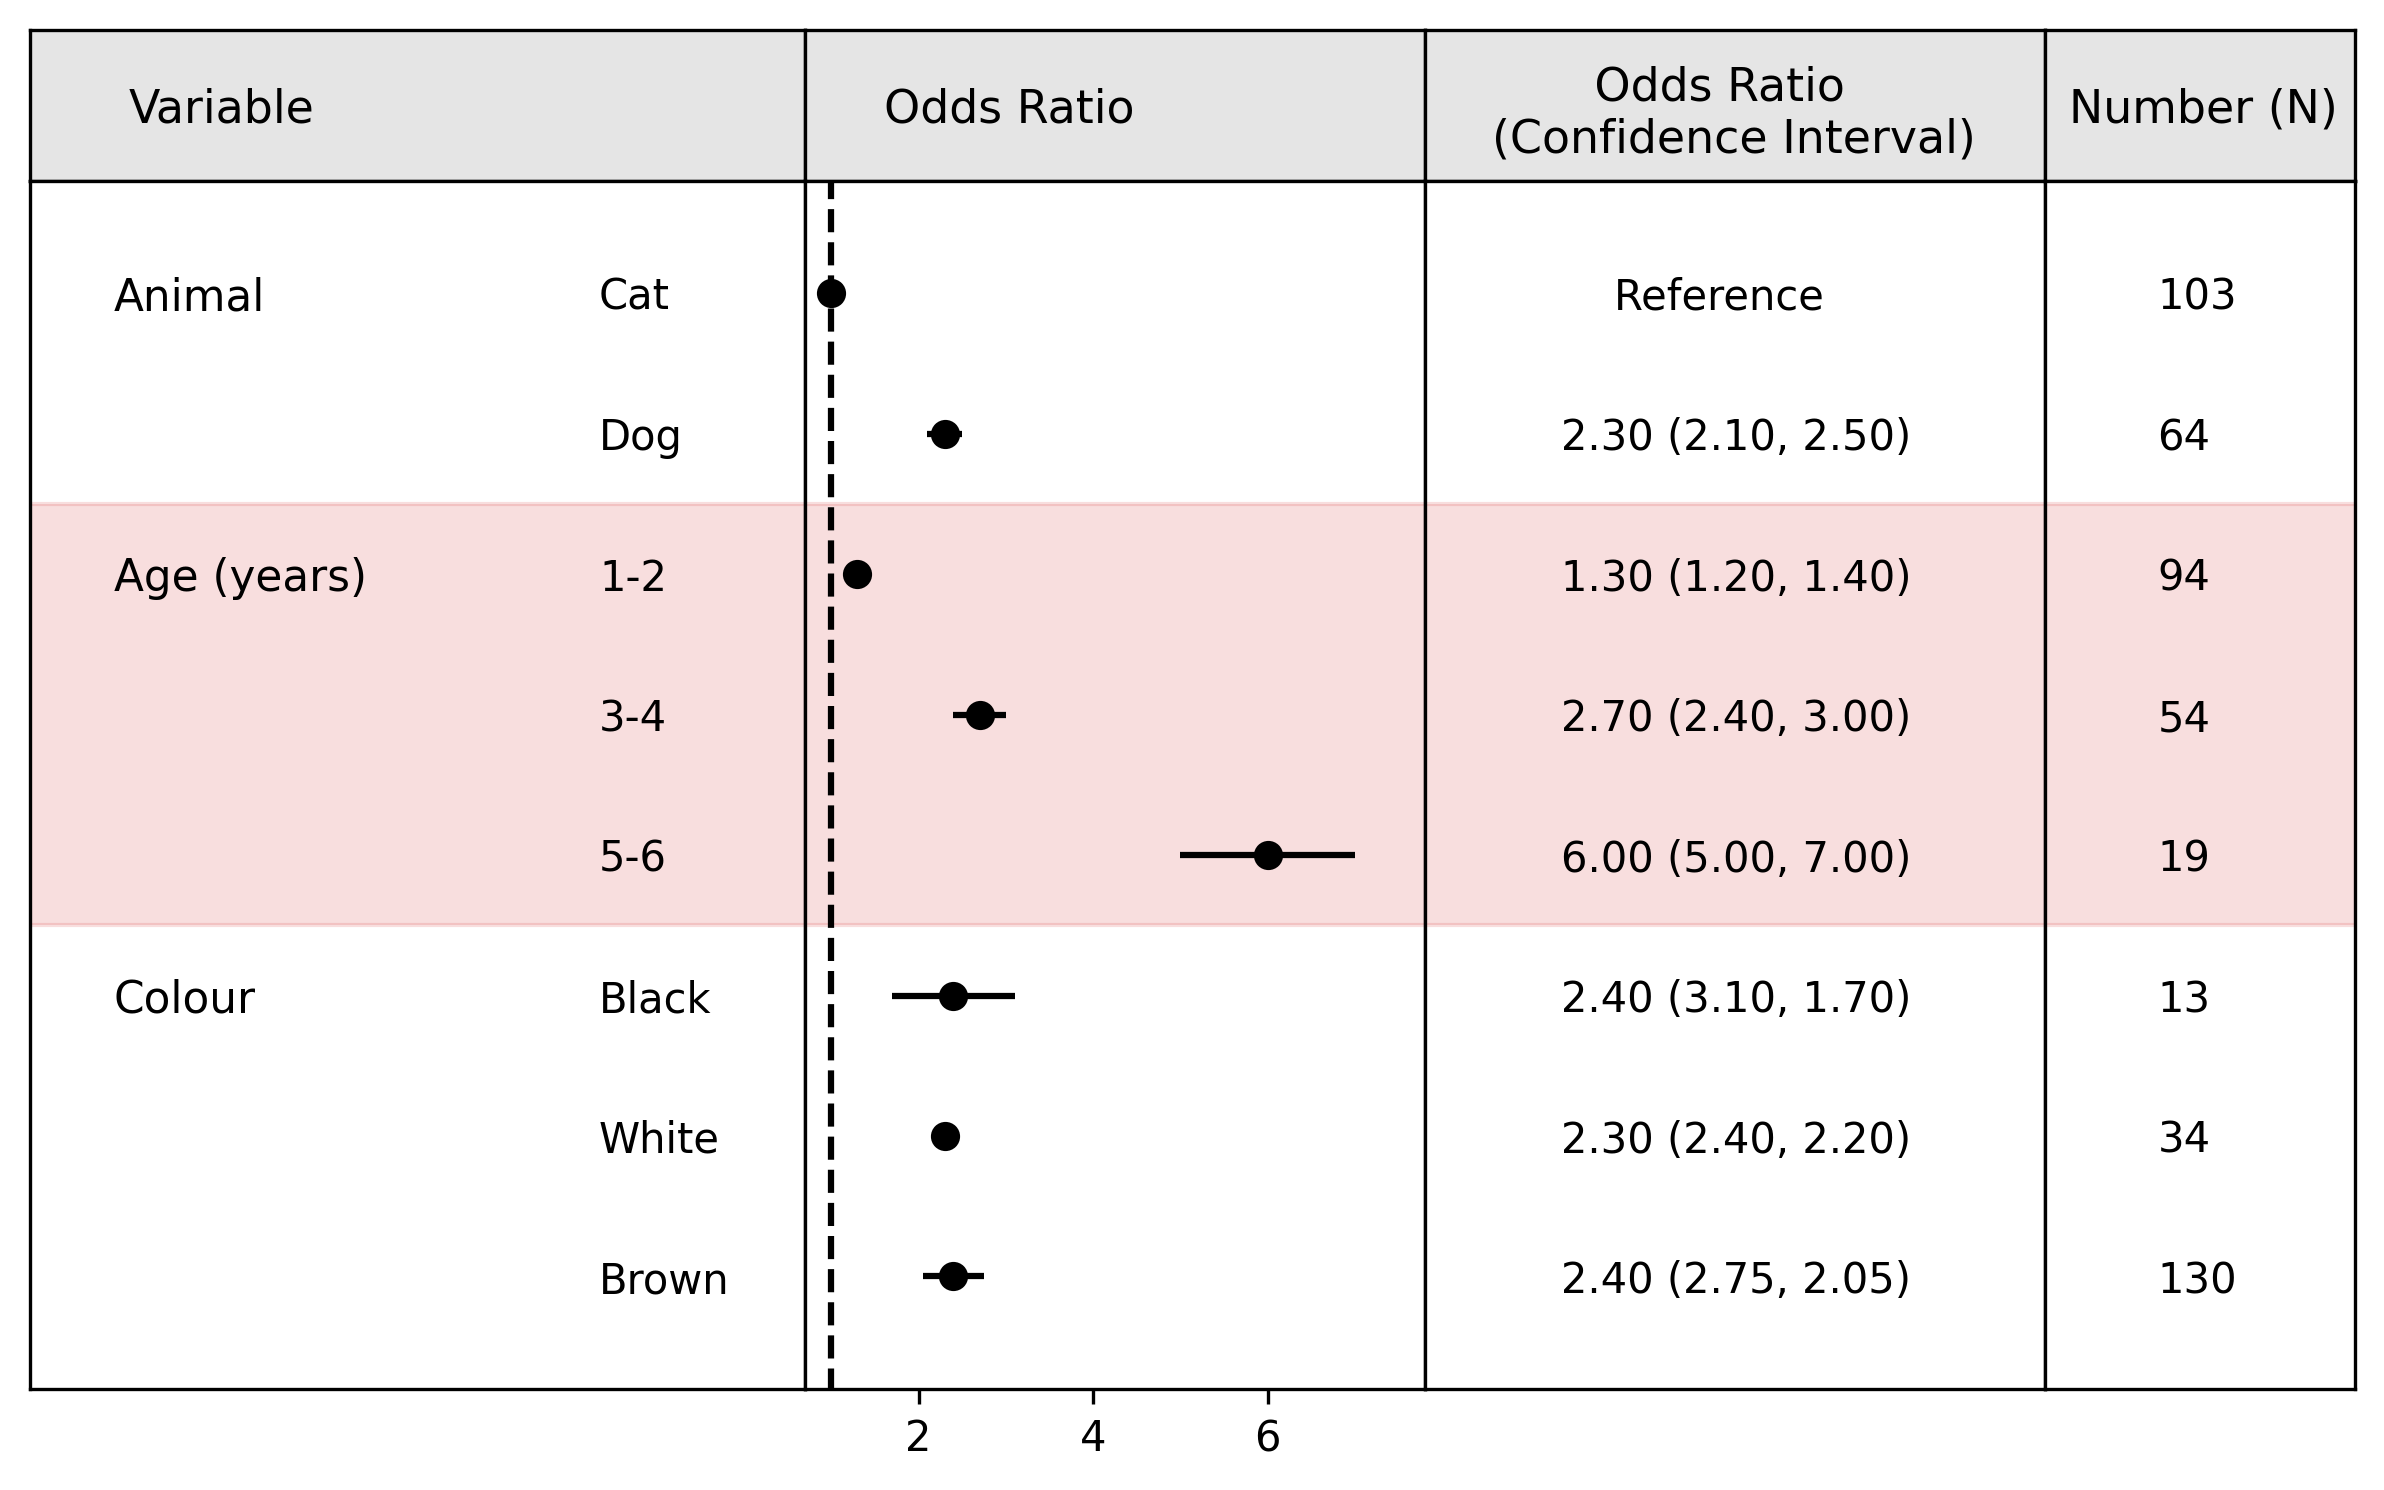 Variable
Odds Ratio
Odds Ratio
(Confidence Interval)
Number (N)
Animal Cat Reference 103
Dog 2.30 (2.10, 2.50) 64
Age (years) 1-2 1.30 (1.20, 1.40) 94
3-4 2.70 (2.40, 3.00) 54
5-6 6.00 (5.00, 7.00) 19
Colour Black 2.40 (3.10, 1.70) 13
White 2.30 (2.40, 2.20) 34
Brown 2.40 (2.75, 2.05) 130
2 4 6